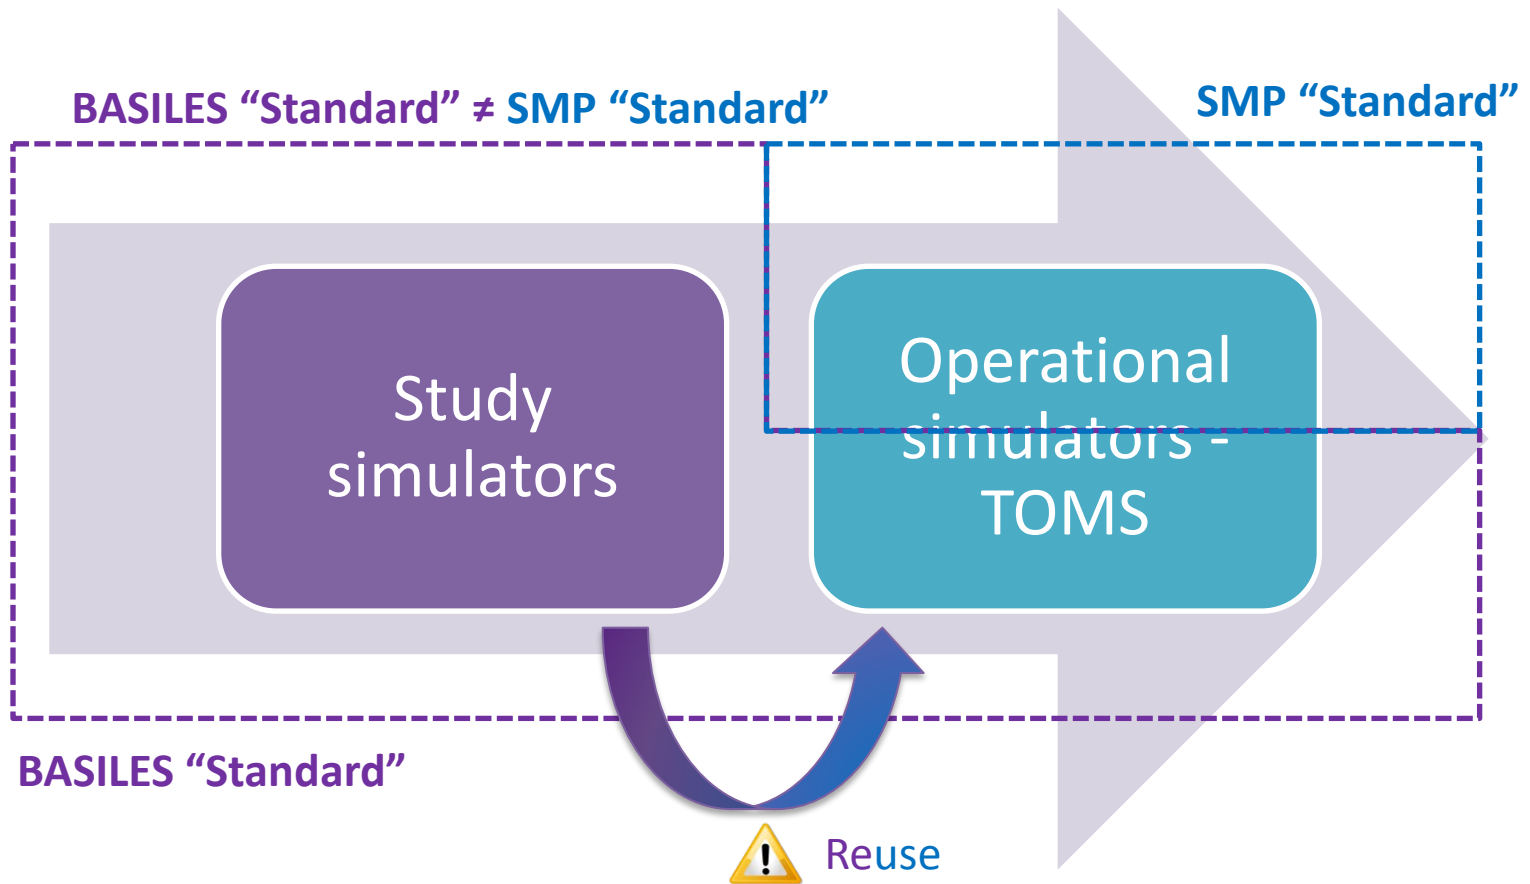 BASILES “Standard” ≠ SMP “Standard”
SMP “Standard”
Study
simulators
Operational
simulators -
TOMS
BASILES “Standard”
Reuse